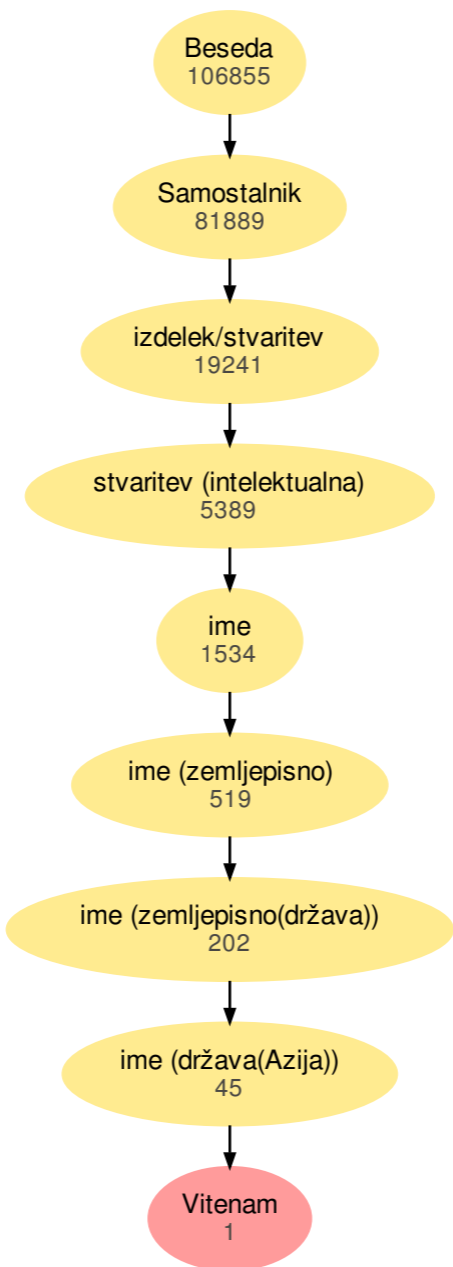 Beseda
106855
Samostalnik
81889
izdelek/stvaritev
19241
stvaritev (intelektualna)
5389
ime
1534
ime (zemljepisno)
519
ime (zemljepisno(država))
202
ime (država(Azija))
45
Vitenam
1